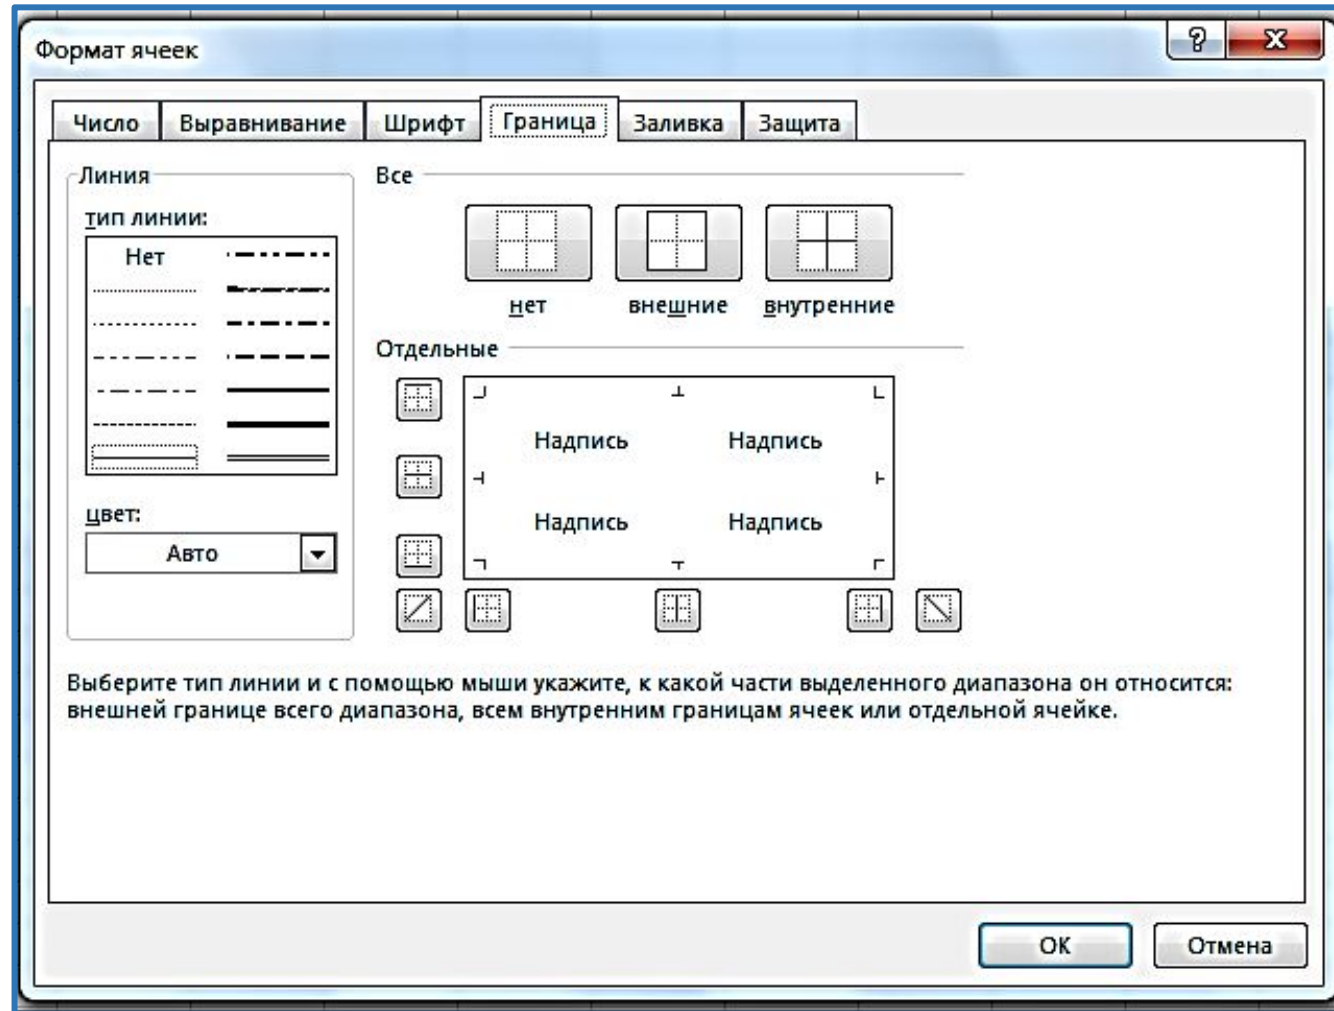 Формат ячеек
Число Выравнивание Шрифт Граница Заливка Защита
Линия
тип линии:
Нет
цвет:
Авто
Все
нет внешние внутренние
Отдельные
Надпись Надпись
Надпись Надпись
Выберите тип линии и с помощью мыши укажите, к какой части выделенного диапазона он относится:
внешней границе всего диапазона, всем внутренним границам ячеек или отдельной ячейке.
ОК Отмена